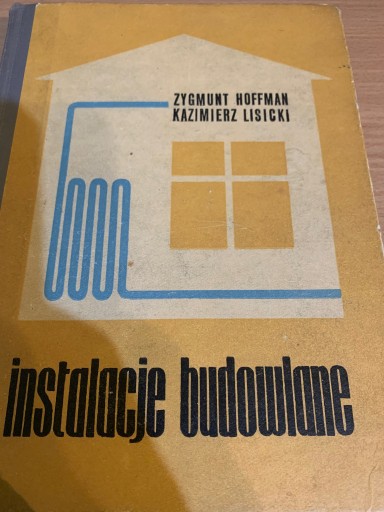 ZYGMUNT HOFFMAN
KAZIMIERZ LISICKI
instalacje budowlane